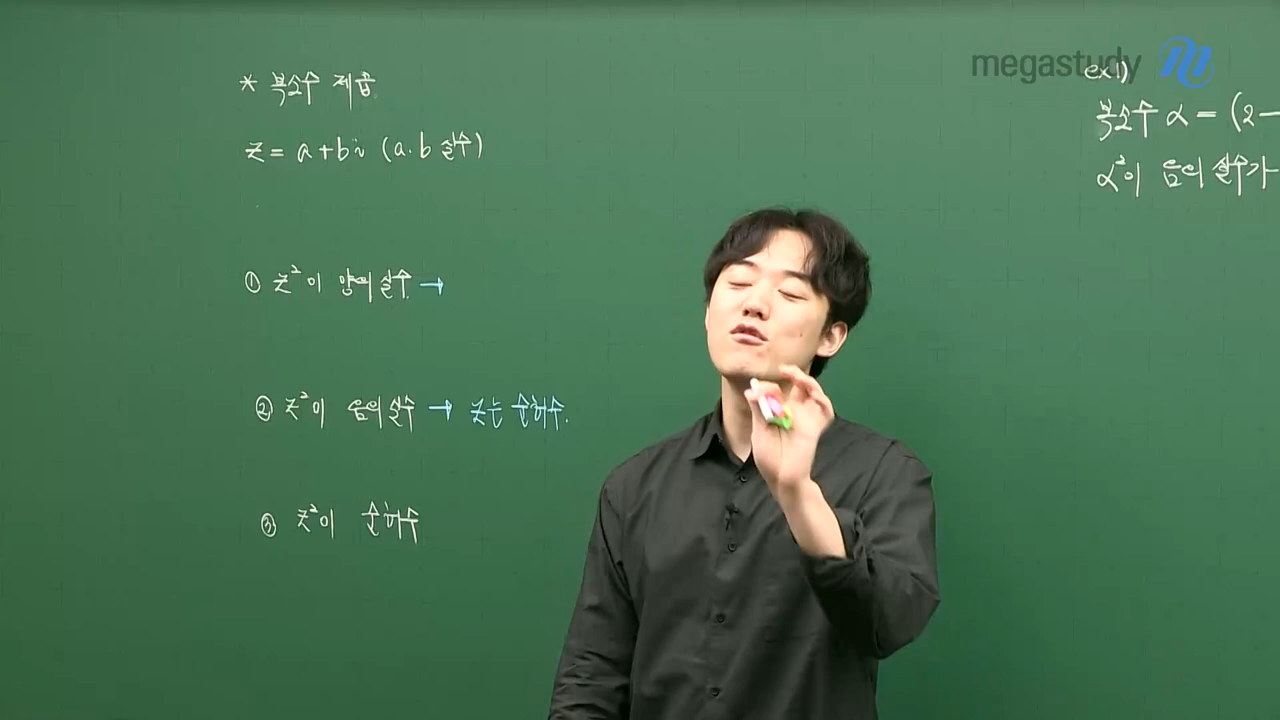 * 복소수 제곱.
z = a+bi (a.b 실수)
① z²이 양의 실수 →
② z²이 음의 실수 → z는 순허수.
③ z²이 순허수
megastudy
ex1)
복소수 α = (2-
α²이 음의 실수가